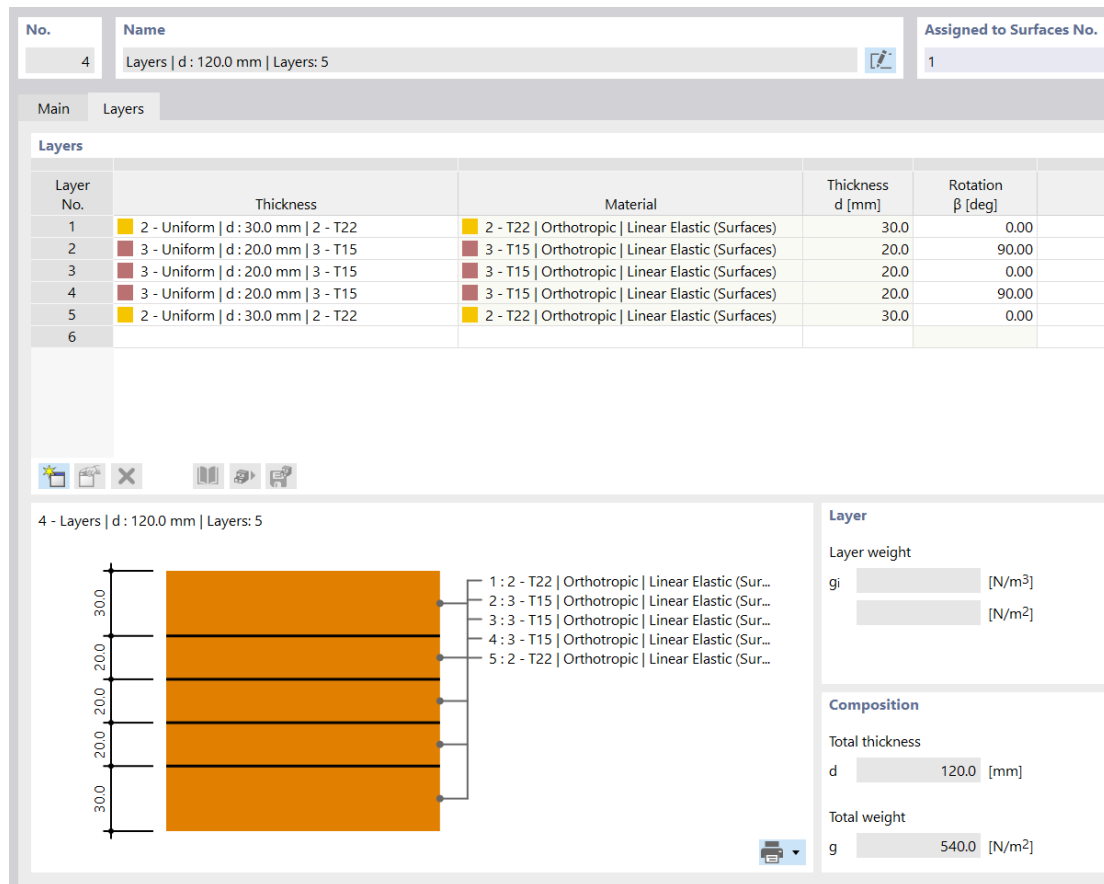 No. Name Assigned to Surfaces No.
4 Layers | d : 120.0 mm | Layers: 5 1
Main Layers
Layers
Layer Thickness Rotation
No. Thickness Material d [mm] β [deg]
1 2 - Uniform | d : 30.0 mm | 2 - T22 2 - T22 | Orthotropic | Linear Elastic (Surfaces) 30.0 0.00
2 3 - Uniform | d : 20.0 mm | 3 - T15 3 - T15 | Orthotropic | Linear Elastic (Surfaces) 20.0 90.00
3 3 - Uniform | d : 20.0 mm | 3 - T15 3 - T15 | Orthotropic | Linear Elastic (Surfaces) 20.0 0.00
4 3 - Uniform | d : 20.0 mm | 3 - T15 3 - T15 | Orthotropic | Linear Elastic (Surfaces) 20.0 90.00
5 2 - Uniform | d : 30.0 mm | 2 - T22 2 - T22 | Orthotropic | Linear Elastic (Surfaces) 30.0 0.00
6
4 - Layers | d : 120.0 mm | Layers: 5
30.0
20.0
20.0
20.0
30.0
1 : 2 - T22 | Orthotropic | Linear Elastic (Sur...
2 : 3 - T15 | Orthotropic | Linear Elastic (Sur...
3 : 3 - T15 | Orthotropic | Linear Elastic (Sur...
4 : 3 - T15 | Orthotropic | Linear Elastic (Sur...
5 : 2 - T22 | Orthotropic | Linear Elastic (Sur...
Layer
Layer weight
gi [N/m3]
[N/m2]
Composition
Total thickness
d 120.0 [mm]
Total weight
g 540.0 [N/m2]